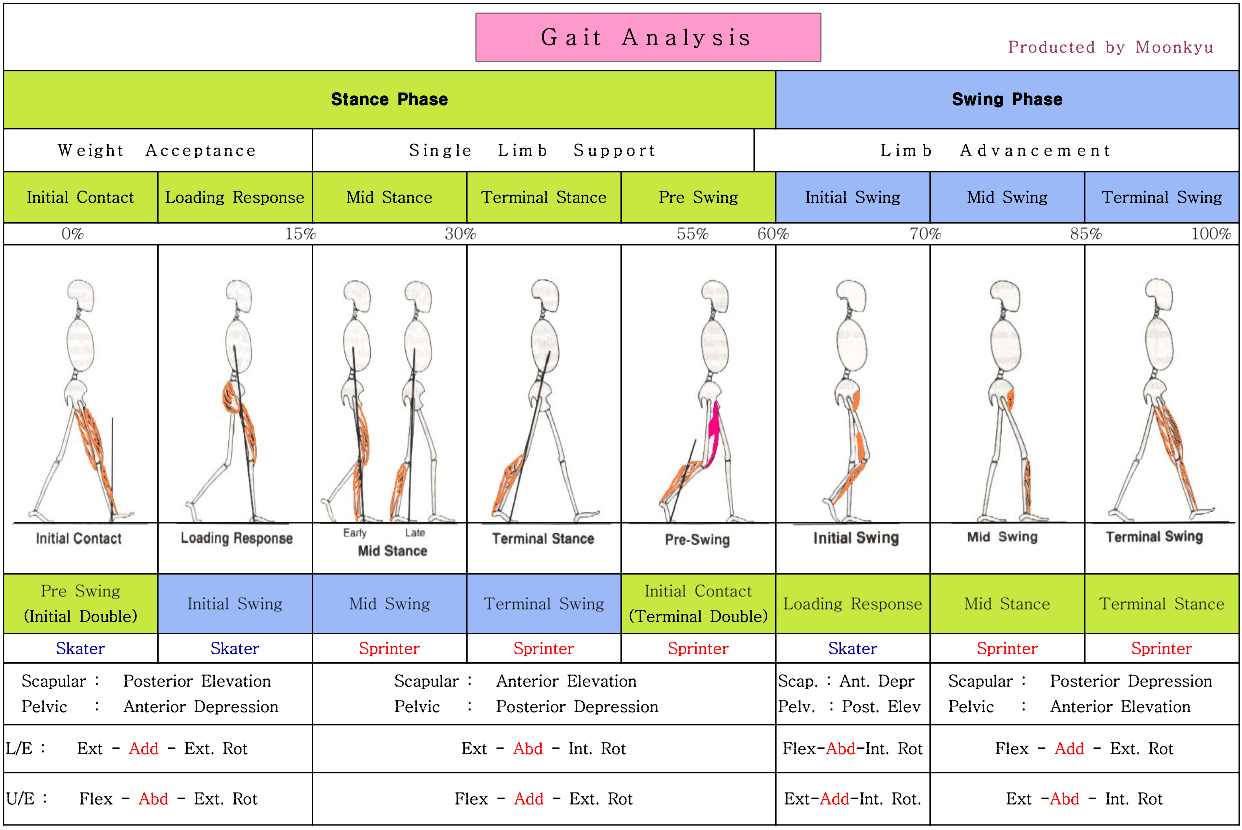 Gait Analysis
Producted by Moonkyu
Stance Phase Swing Phase
Weight Acceptance Single Limb Support Limb Advancement
Initial Contact Loading Response Mid Stance Terminal Stance Pre Swing Initial Swing Mid Swing Terminal Swing
0% 15% 30% 55% 60% 70% 85% 100%
Early Late
Initial Contact Loading Response Mid Stance Terminal Stance Pre-Swing Initial Swing Mid Swing Terminal Swing
Pre Swing
(Initial Double)
Initial Swing Mid Swing Terminal Swing
Initial Contact
(Terminal Double)
Loading Response Mid Stance Terminal Stance
Skater Skater Sprinter Sprinter Sprinter Skater Sprinter Sprinter
Scapular : Posterior Elevation
Pelvic : Anterior Depression
Scapular : Anterior Elevation
Pelvic : Posterior Depression
Scap. : Ant. Depr
Pelv. : Post. Elev
Scapular : Posterior Depression
Pelvic : Anterior Elevation
L/E : Ext - Add - Ext. Rot Ext - Abd - Int. Rot Flex-Abd-Int. Rot Flex - Add - Ext. Rot
U/E : Flex - Abd - Ext. Rot Flex - Add - Ext. Rot Ext-Add-Int. Rot. Ext -Abd - Int. Rot